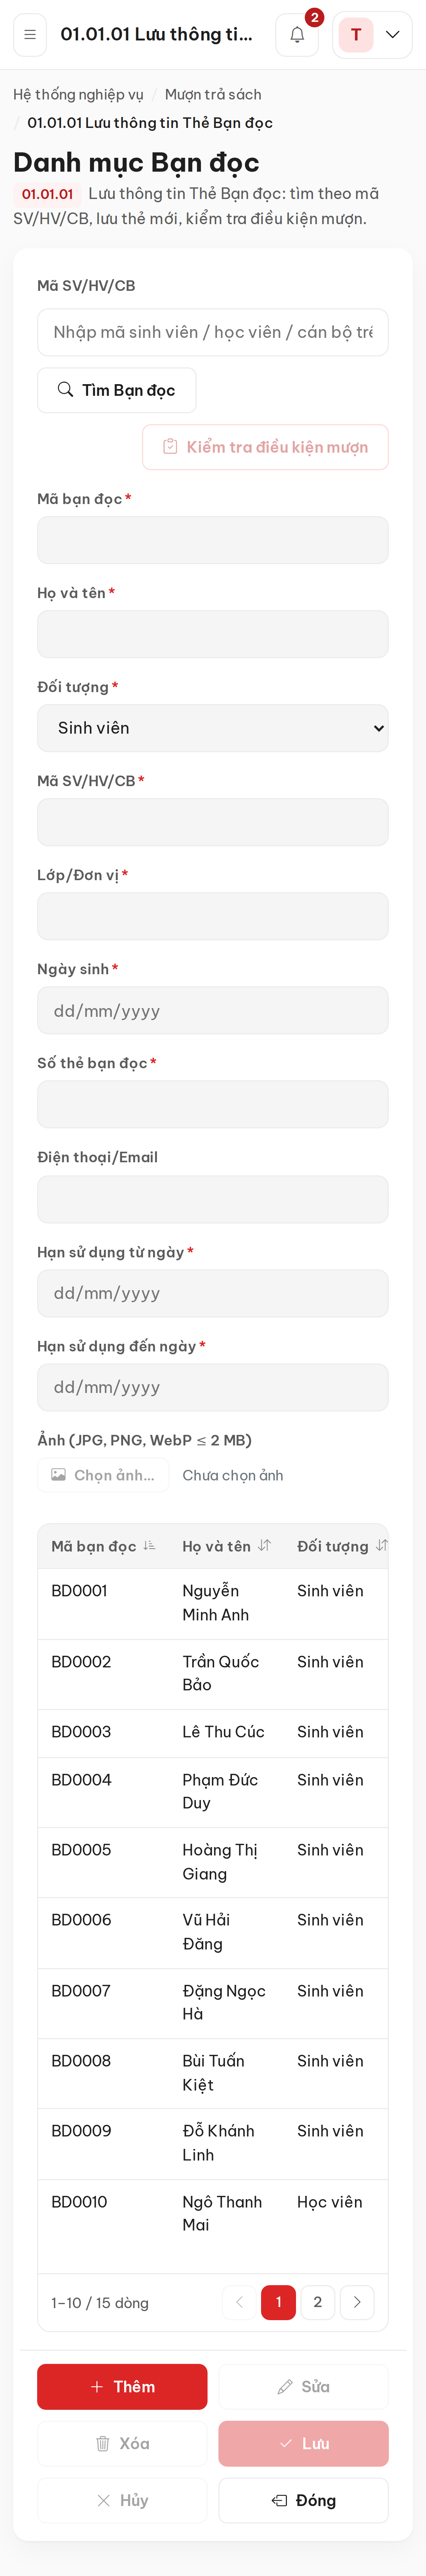 01.01.01 Lưu thông ti...
2
T
Hệ thống nghiệp vụ / Mượn trả sách
/ 01.01.01 Lưu thông tin Thẻ Bạn đọc
Danh mục Bạn đọc
01.01.01 Lưu thông tin Thẻ Bạn đọc: tìm theo mã
SV/HV/CB, lưu thẻ mới, kiểm tra điều kiện mượn.
Mã SV/HV/CB
Nhập mã sinh viên / học viên / cán bộ trê
Tìm Bạn đọc
Kiểm tra điều kiện mượn
Mã bạn đọc *
Họ và tên *
Đối tượng *
Sinh viên
Mã SV/HV/CB *
Lớp/Đơn vị *
Ngày sinh *
dd/mm/yyyy
Số thẻ bạn đọc *
Điện thoại/Email
Hạn sử dụng từ ngày *
dd/mm/yyyy
Hạn sử dụng đến ngày *
dd/mm/yyyy
Ảnh (JPG, PNG, WebP ≤ 2 MB)
Chọn ảnh... Chưa chọn ảnh
Mã bạn đọc Họ và tên Đối tượng
BD0001 Nguyễn Minh Anh Sinh viên
BD0002 Trần Quốc Bảo Sinh viên
BD0003 Lê Thu Cúc Sinh viên
BD0004 Phạm Đức Duy Sinh viên
BD0005 Hoàng Thị Giang Sinh viên
BD0006 Vũ Hải Đăng Sinh viên
BD0007 Đặng Ngọc Hà Sinh viên
BD0008 Bùi Tuấn Kiệt Sinh viên
BD0009 Đỗ Khánh Linh Sinh viên
BD0010 Ngô Thanh Mai Học viên
1–10 / 15 dòng 1 2
Thêm Sửa
Xóa Lưu
Hủy Đóng